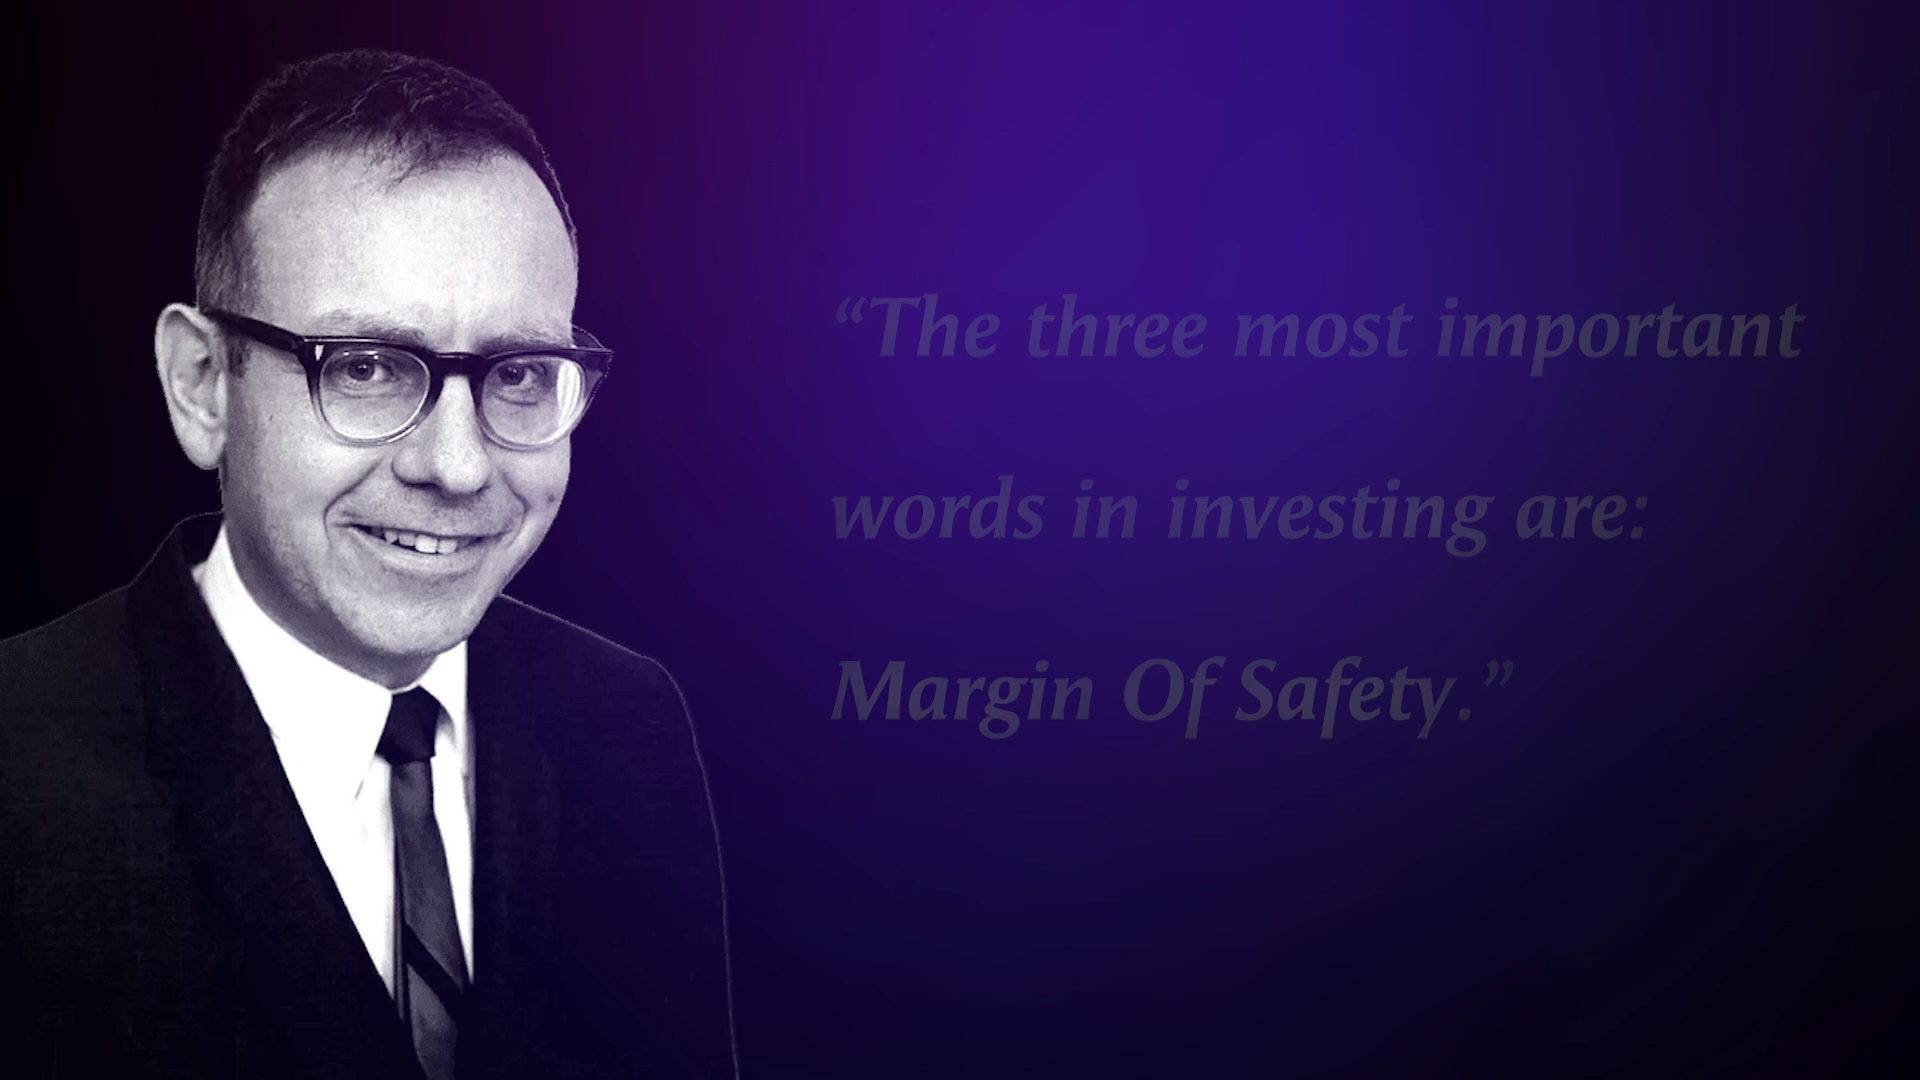 “The three most important
words in investing are:
Margin Of Safety.”